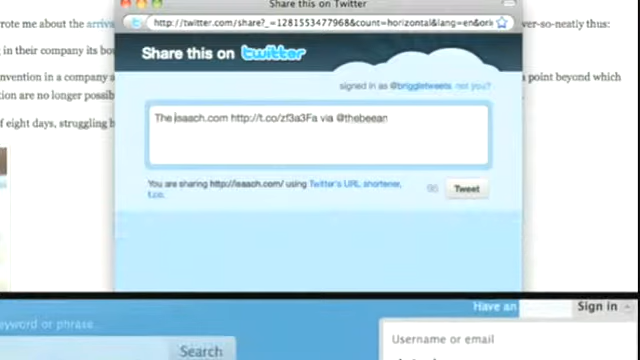 Share this on Twitter
http://twitter.com/share?_=1281553477968&count=horizontal&lang=en&ori
wrote me about the arriva
ver-so-neatly thus:
Share this on twitter
in their company its bo
signed in as @briggletweets not you?
nvention in a company a
a point beyond which
tion are no longer possib
The isaach.com http://t.co/zf3a3Fa via @thebeean
of eight days, struggling
You are sharing http://isaach.com/ using Twitter's URL shortener,
t.co.
Tweet
Have an
Sign in
eyword or phrase..
Search
Username or email